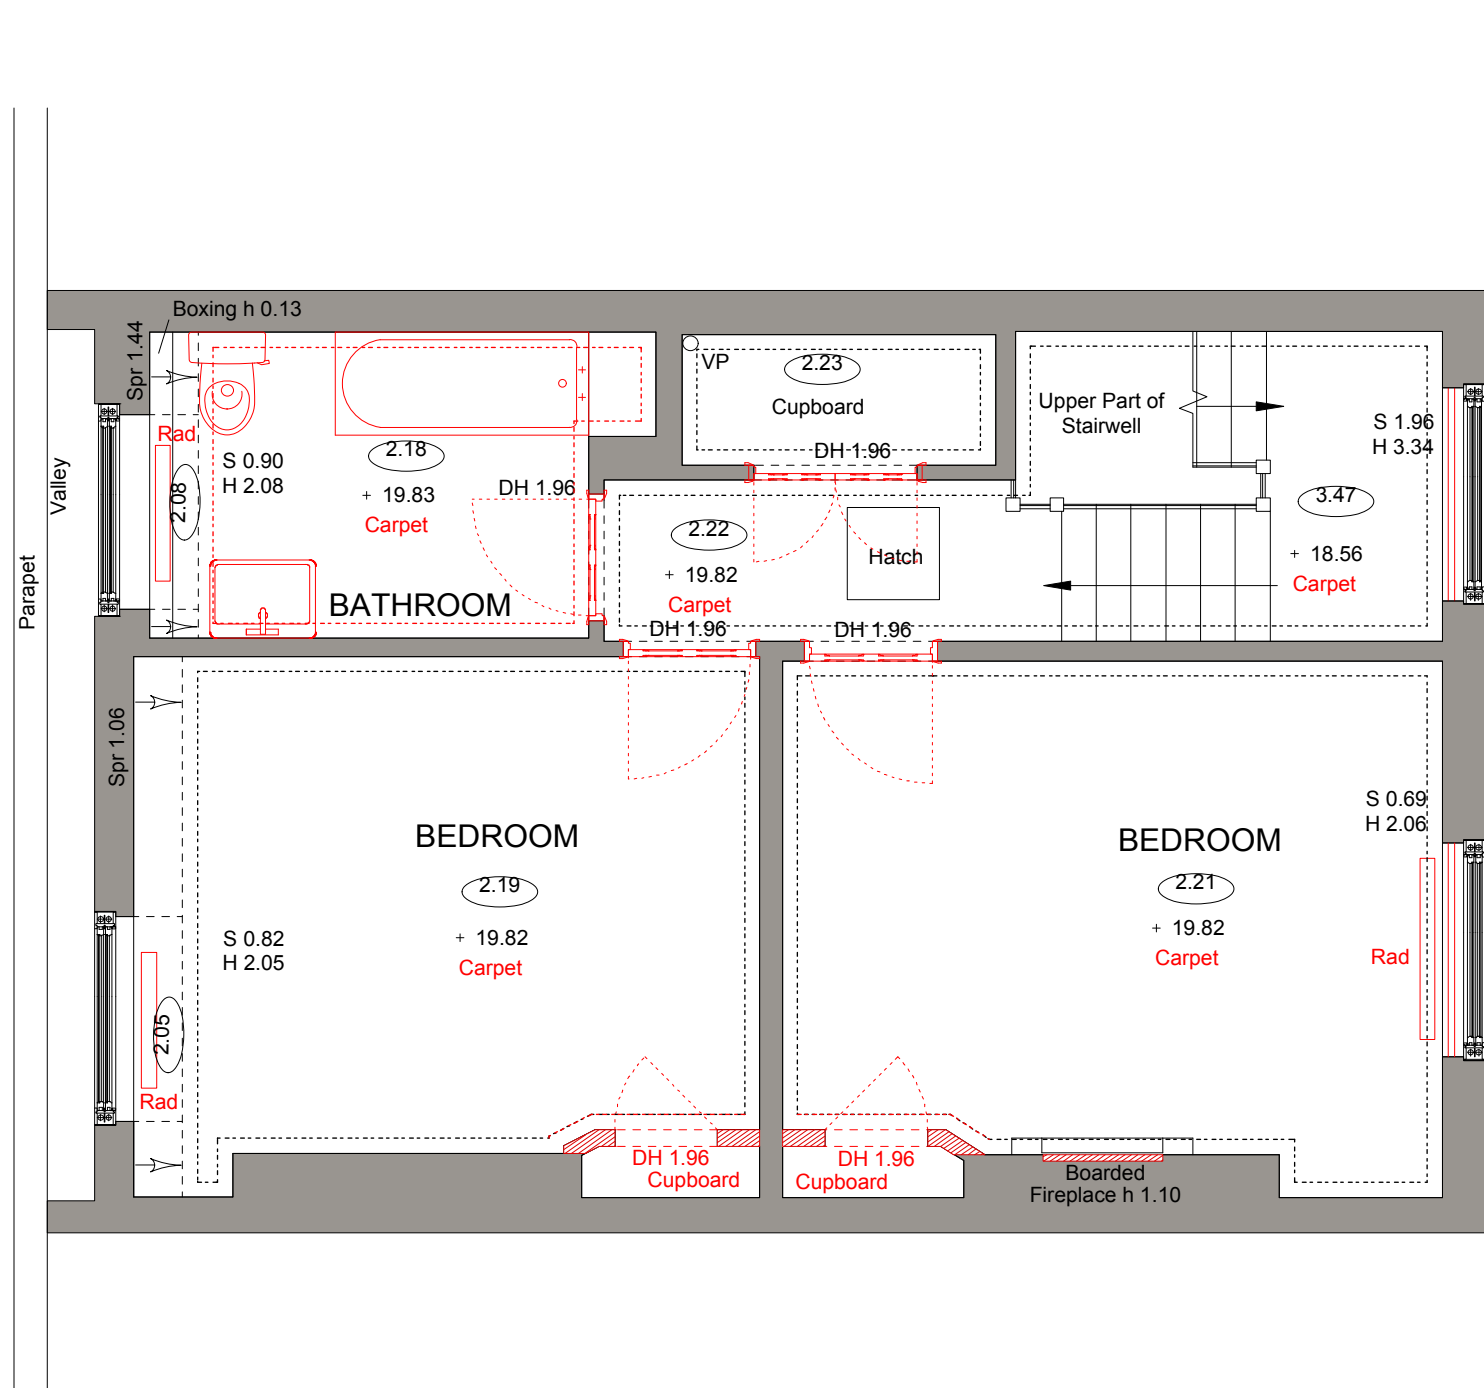 Boxing h 0.13
Spr 1.44
VP
2.23
Cupboard
Upper Part of
Stairwell
S 1.96
H 3.34
Rad
2.18
S 0.90
H 2.08
DH 1.96
Valley
2.08
+ 19.83
Carpet
DH 1.96
3.47
2.22
Hatch
+ 18.56
Carpet
+ 19.82
Carpet
Parapet
BATHROOM
DH 1.96
DH 1.96
Spr 1.06
S 0.69
H 2.06
BEDROOM
BEDROOM
2.19
2.21
S 0.82
H 2.05
+ 19.82
Carpet
+ 19.82
Carpet
Rad
2.05
Rad
DH 1.96
Cupboard
DH 1.96
Cupboard
Boarded
Fireplace h 1.10